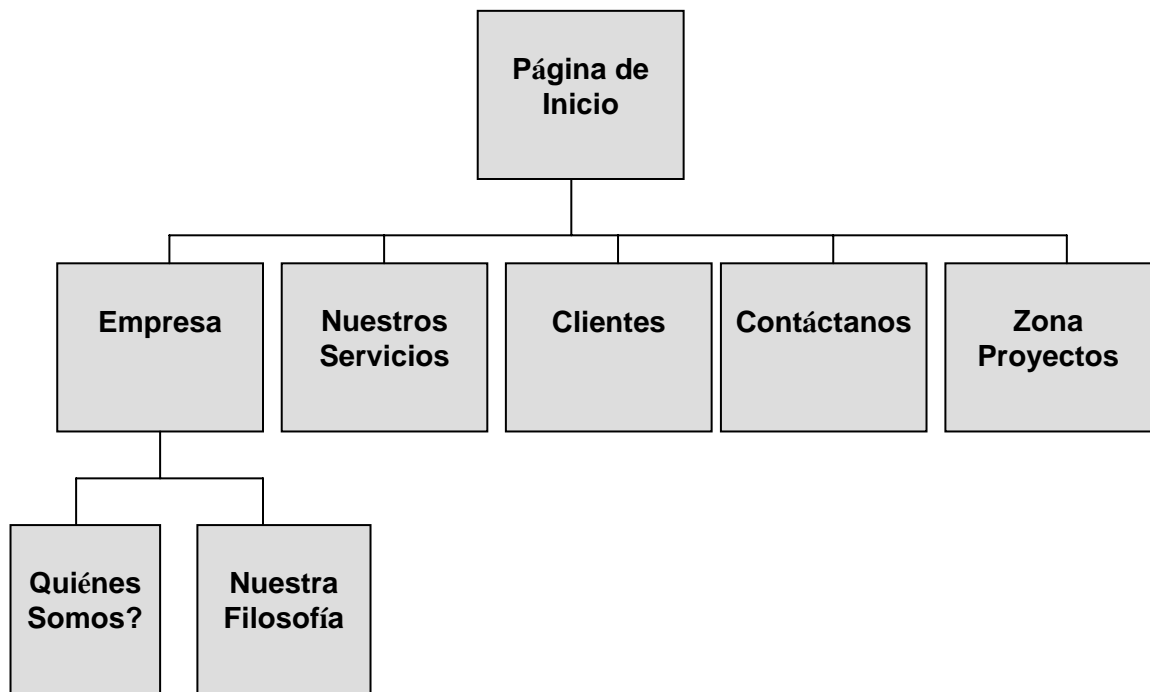 Página de
Inicio
Empresa
Nuestros
Servicios
Clientes
Contáctanos
Zona
Proyectos
Quiénes
Somos?
Nuestra
Filosofía